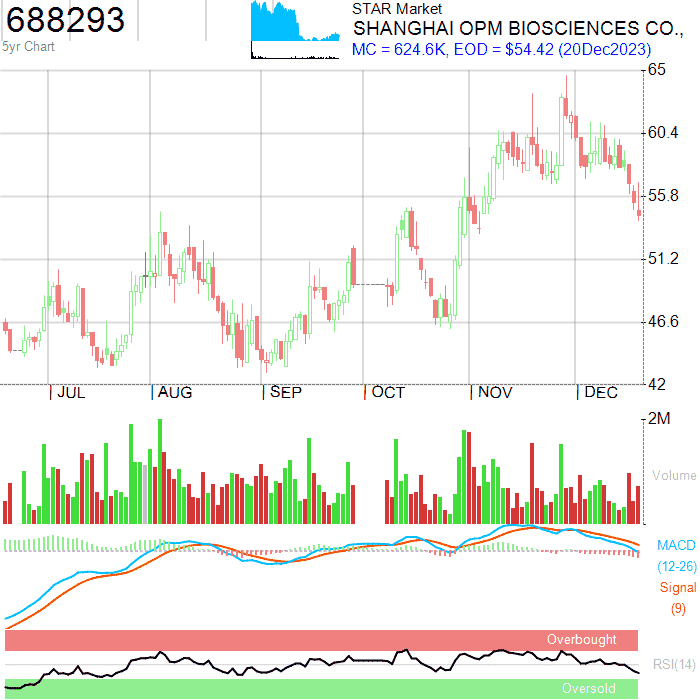 688293
5yr Chart
STAR Market
SHANGHAI OPM BIOSCIENCES CO.,
MC = 624.6K, EOD = $54.42 (20Dec2023)
65
60.4
55.8
51.2
46.6
42
JUL AUG SEP OCT NOV DEC
2M
Volume
MACD
(12-26)
Signal
(9)
Overbought
RSI(14)
Oversold